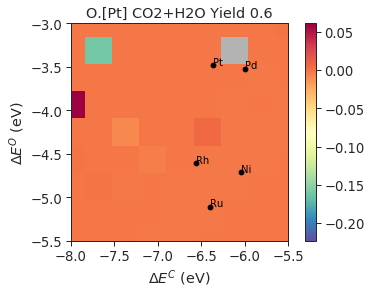 O.[Pt] CO2+H2O Yield 0.6
−3.0
−3.5
−4.0
−4.5
−5.0
−5.5
ΔE^O (eV)
Pt
Pd
Rh
Ni
Ru
−8.0 −7.5 −7.0 −6.5 −6.0 −5.5
ΔE^C (eV)
0.05
0.00
−0.05
−0.10
−0.15
−0.20